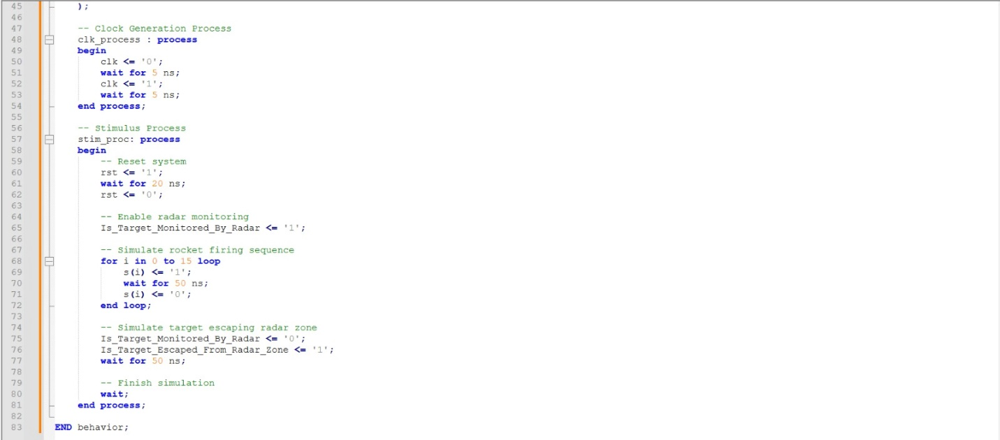 45 );
46
47 -- Clock Generation Process
48 clk_process : process
49 begin
50 clk <= '0';
51 wait for 5 ns;
52 clk <= '1';
53 wait for 5 ns;
54 end process;
55
56 -- Stimulus Process
57 stim_proc: process
58 begin
59 -- Reset system
60 rst <= '1';
61 wait for 20 ns;
62 rst <= '0';
63
64 -- Enable radar monitoring
65 Is_Target_Monitored_By_Radar <= '1';
66
67 -- Simulate rocket firing sequence
68 for i in 0 to 15 loop
69 s(i) <= '1';
70 wait for 50 ns;
71 s(i) <= '0';
72 end loop;
73
74 -- Simulate target escaping radar zone
75 Is_Target_Monitored_By_Radar <= '0';
76 Is_Target_Escaped_From_Radar_Zone <= '1';
77 wait for 50 ns;
78
79 -- Finish simulation
80 wait;
81 end process;
82
83 END behavior;